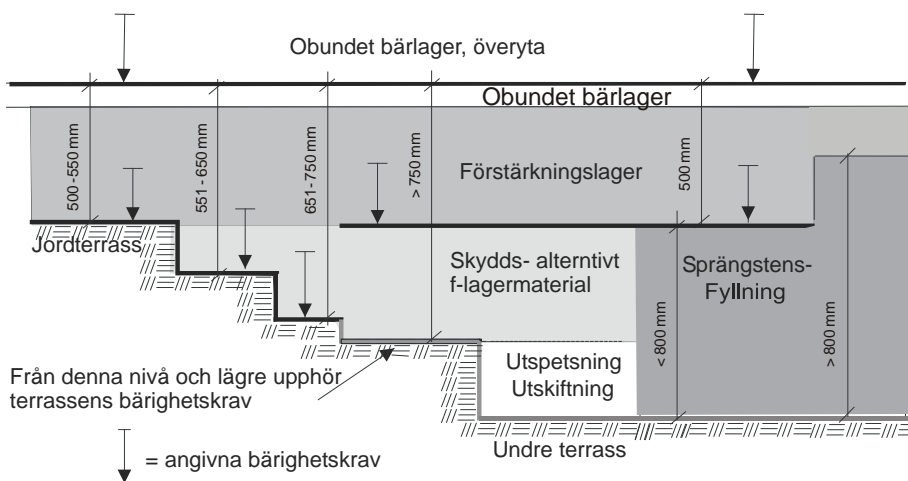 Obundet bärlager, överyta
Obundet bärlager
500-550 mm
551 - 650 mm
651-750 mm
> 750 mm
Förstärkningslager
500 mm
Jordterrass
Skydds- alterntivt
f-lagermaterial
Sprängstens-
Fyllning
<800 mm
>800 mm
Utspetsning
Utskiftning
Från denna nivå och lägre upphör
terrassens bärighetskrav
Undre terrass
= angivna bärighetskrav